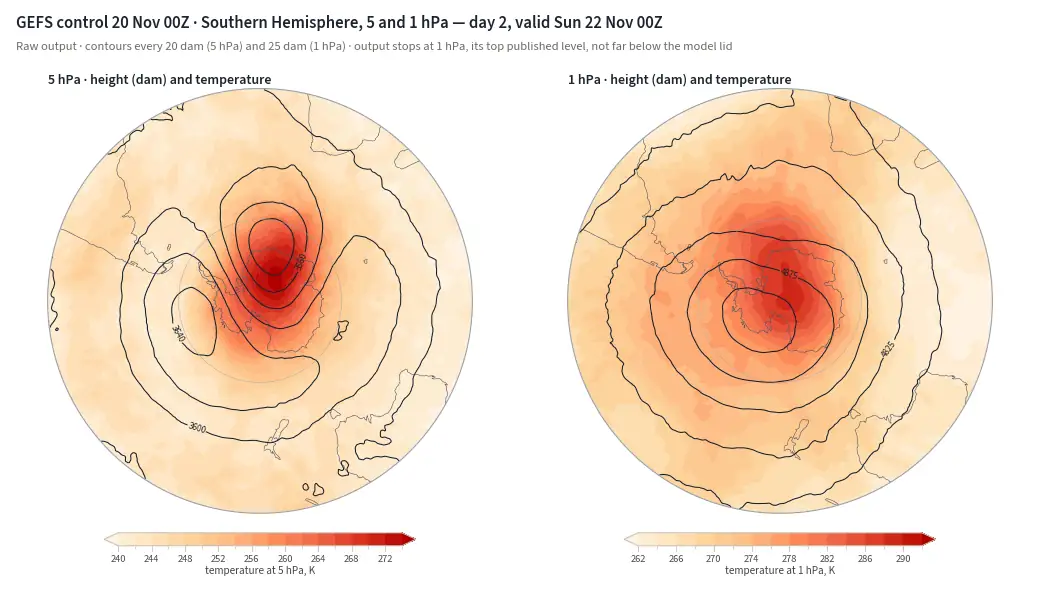 GEFS control 20 Nov 00Z · Southern Hemisphere, 5 and 1 hPa — day 2, valid Sun 22 Nov 00Z
Raw output · contours every 20 dam (5 hPa) and 25 dam (1 hPa) · output stops at 1 hPa, its top published level, not far below the model lid
5 hPa · height (dam) and temperature
1 hPa · height (dam) and temperature
3640
3600
4875
4825
240 244 248 252 256 260 264 268 272
temperature at 5 hPa, K
262 266 270 274 278 282 286 290
temperature at 1 hPa, K